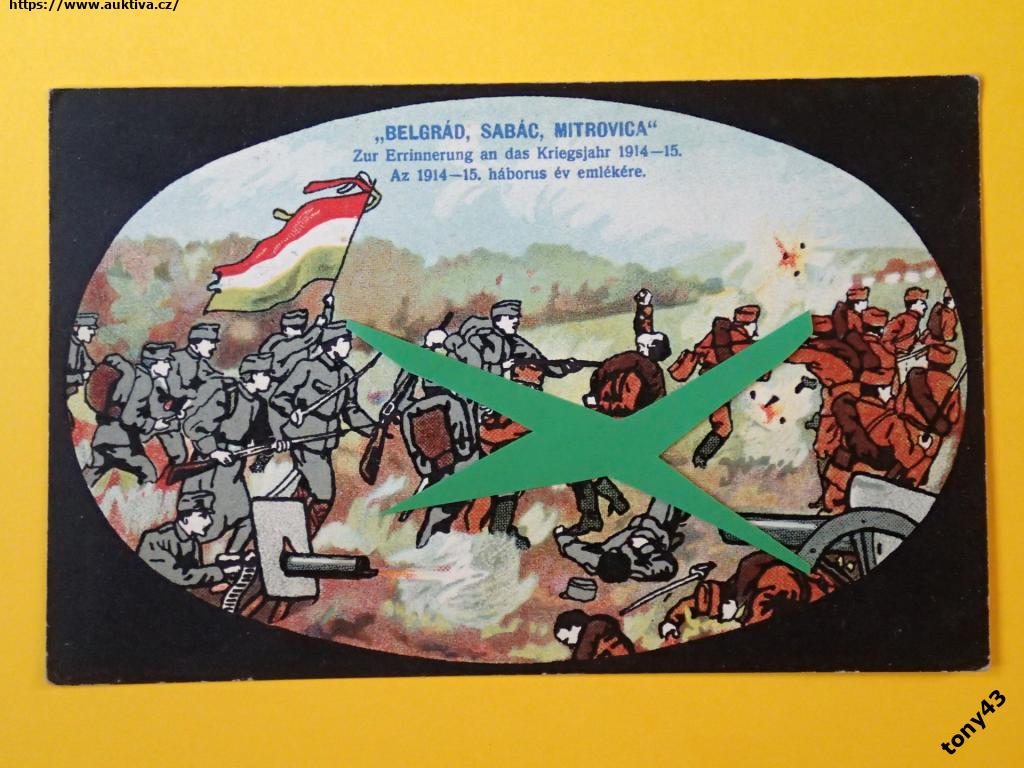 https://www.auktiva.cz/
„BELGRÁD, SABÁC, MITROVICA“
Zur Errinnerung an das Kriegsjahr 1914—15.
Az 1914—15. háborus év emlékére.
tony43